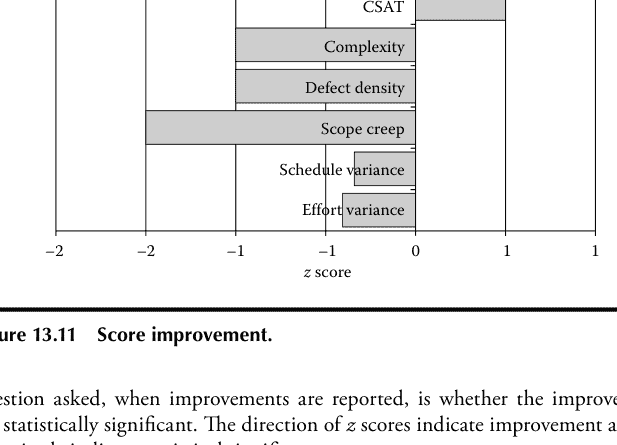 CSAT
Complexity
Defect density
Scope creep
Schedule variance
Effort variance
–2 –2 –1 –1 0 1 1
z score
ure 13.11 Score improvement.
estion asked, when improvements are reported, is whether the improve
statistically significant. The direction of z scores indicate improvement a